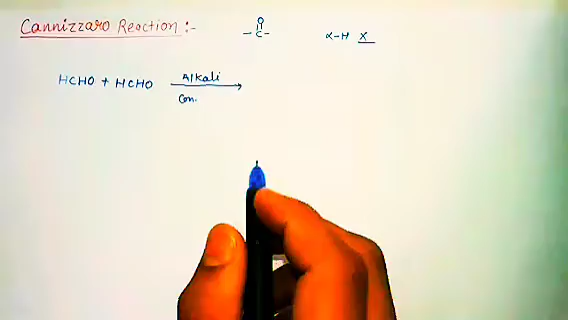 Cannizzaro Reaction :-
O
-C-
α-H X
HCHO + HCHO Alkali
Con.